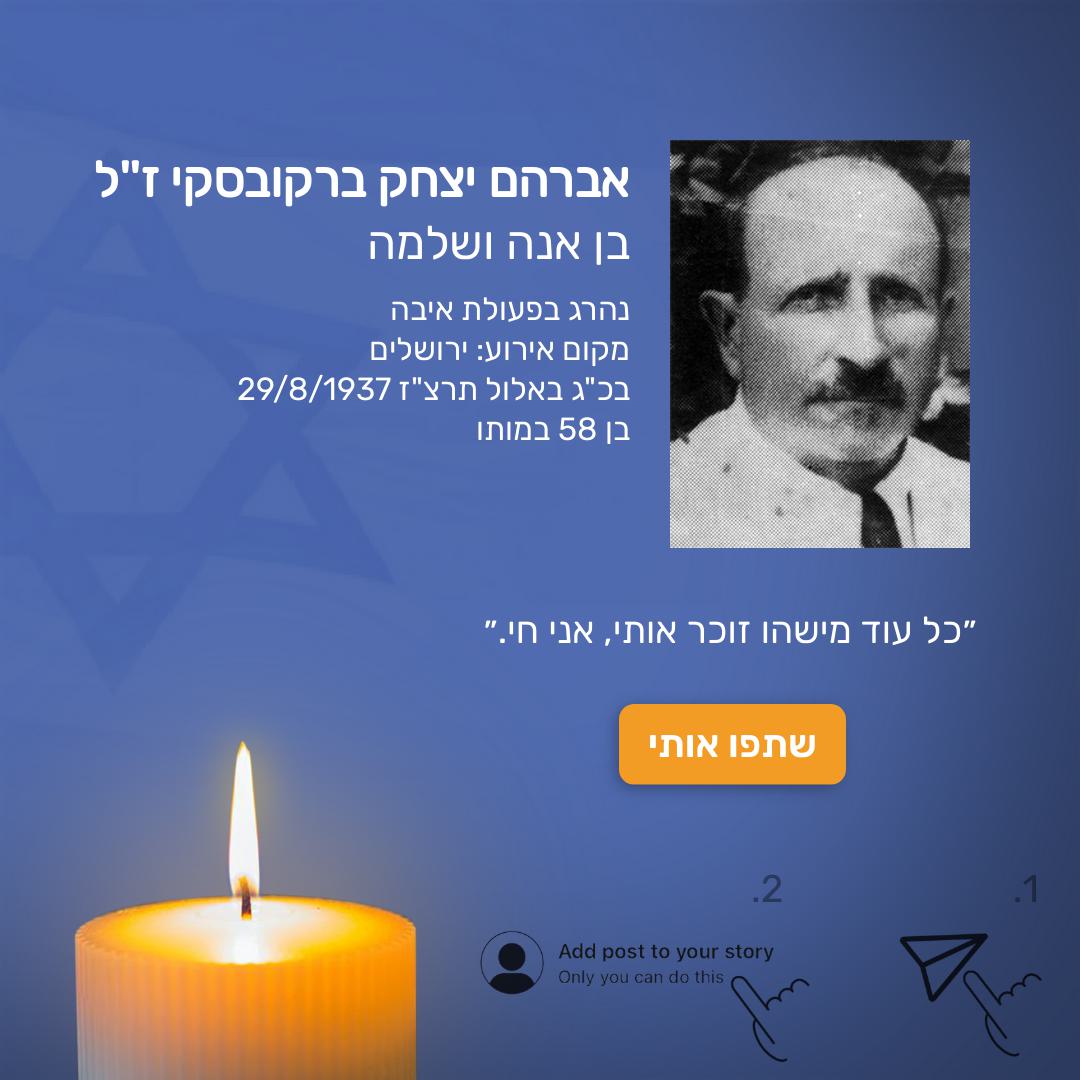 אברהם יצחק ברקובסקי ז"ל
בן אנה ושלמה
נהרג בפעולת איבה
מקום אירוע: ירושלים
בכ"ג באלול תרצ"ז 29/8/1937
בן 58 במותו
״כל עוד מישהו זוכר אותי, אני חי.״
שתפו אותי
.1
.2
Add post to your story
Only you can do this